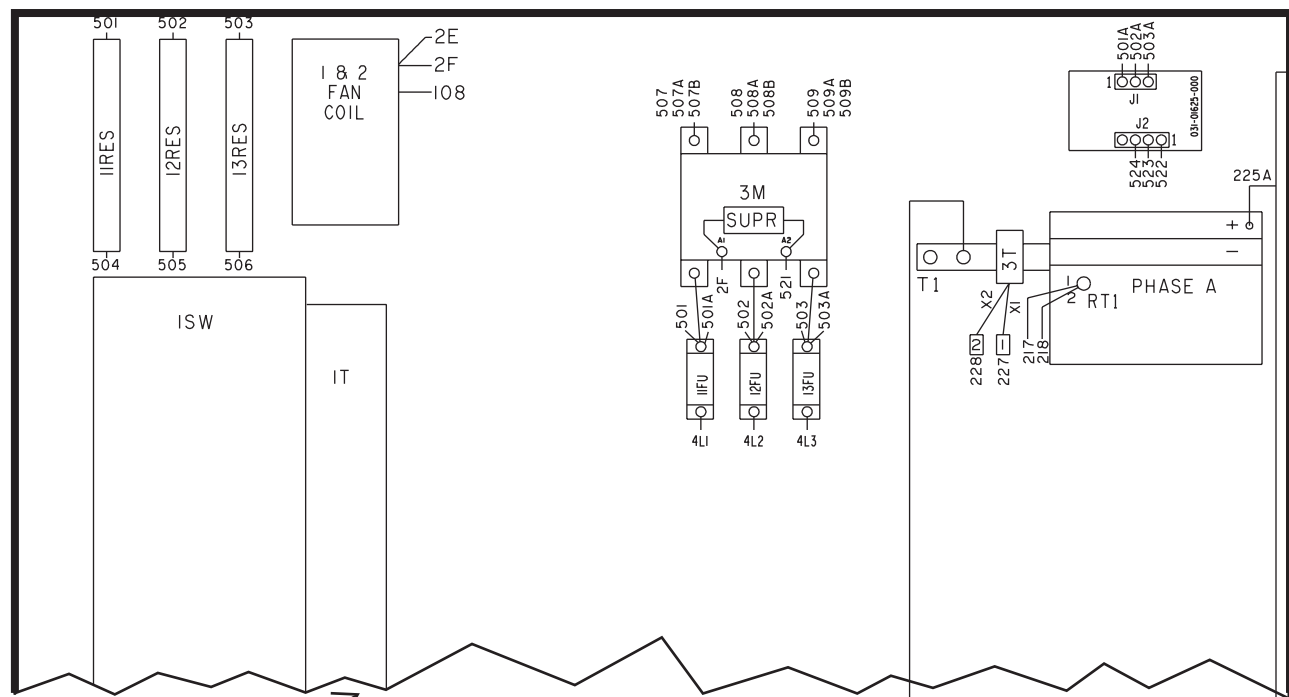 501 502 503
11RES 12RES 13RES
504 505 506
1 & 2
FAN
COIL
2E
2F
108
1SW
1T
507
507A
507B
508
508A
508B
509
509A
509B
3M
SUPR
A1 A2
2F
521
501
501A
502
502A
503
503A
11FU 12FU 13FU
4L1 4L2 4L3
501A
502A
503A
1
J1
J2
1
031-01625-000
524
523
522
225A
+
−
T1
3T
X2
X1
2
1
228
227
1
2
RT1
217
218
PHASE A